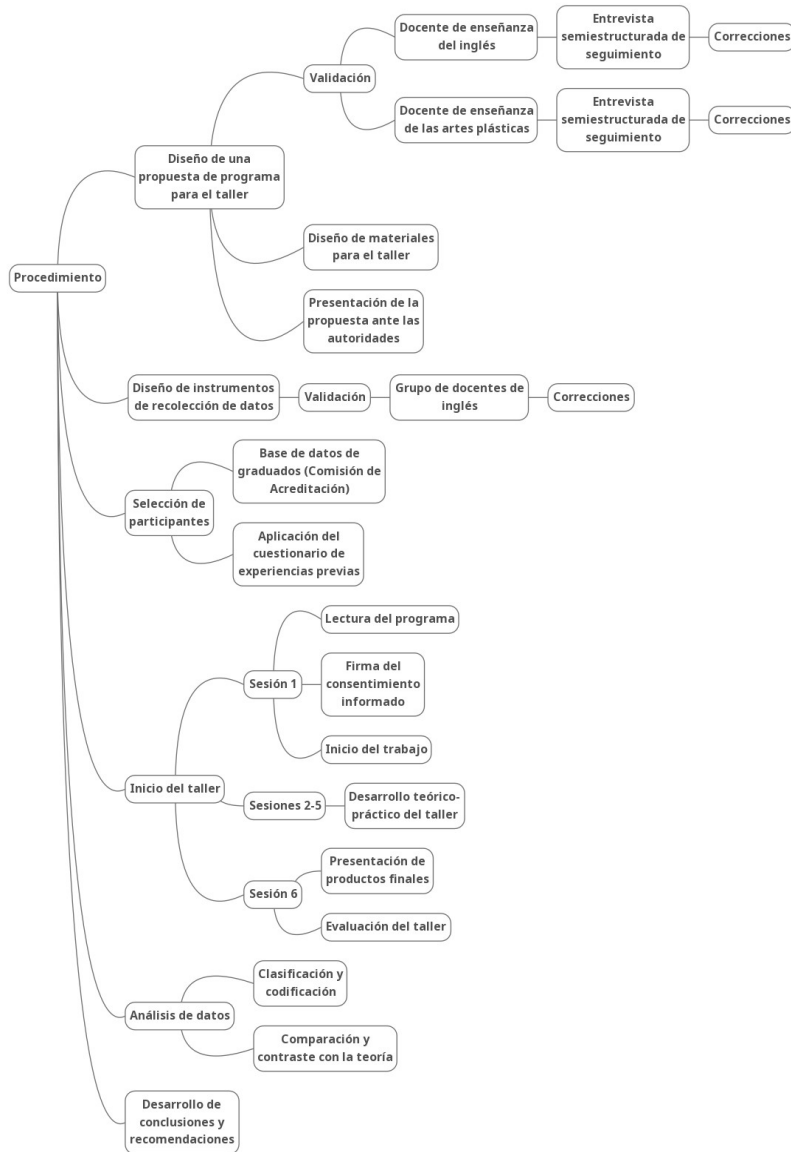 Procedimiento
Diseño de una
propuesta de programa
para el taller
Validación
Docente de enseñanza
del inglés
Entrevista
semiestructurada de
seguimiento
Correcciones
Docente de enseñanza
de las artes plásticas
Entrevista
semiestructurada de
seguimiento
Correcciones
Diseño de materiales
para el taller
Presentación de la
propuesta ante las
autoridades
Diseño de instrumentos
de recolección de datos
Validación
Grupo de docentes de
inglés
Correcciones
Selección de
participantes
Base de datos de
graduados (Comisión de
Acreditación)
Aplicación del
cuestionario de
experiencias previas
Inicio del taller
Sesión 1
Lectura del programa
Firma del
consentimiento
informado
Inicio del trabajo
Sesiones 2-5
Desarrollo teórico-
práctico del taller
Sesión 6
Presentación de
productos finales
Evaluación del taller
Análisis de datos
Clasificación y
codificación
Comparación y
contraste con la teoría
Desarrollo de
conclusiones y
recomendaciones